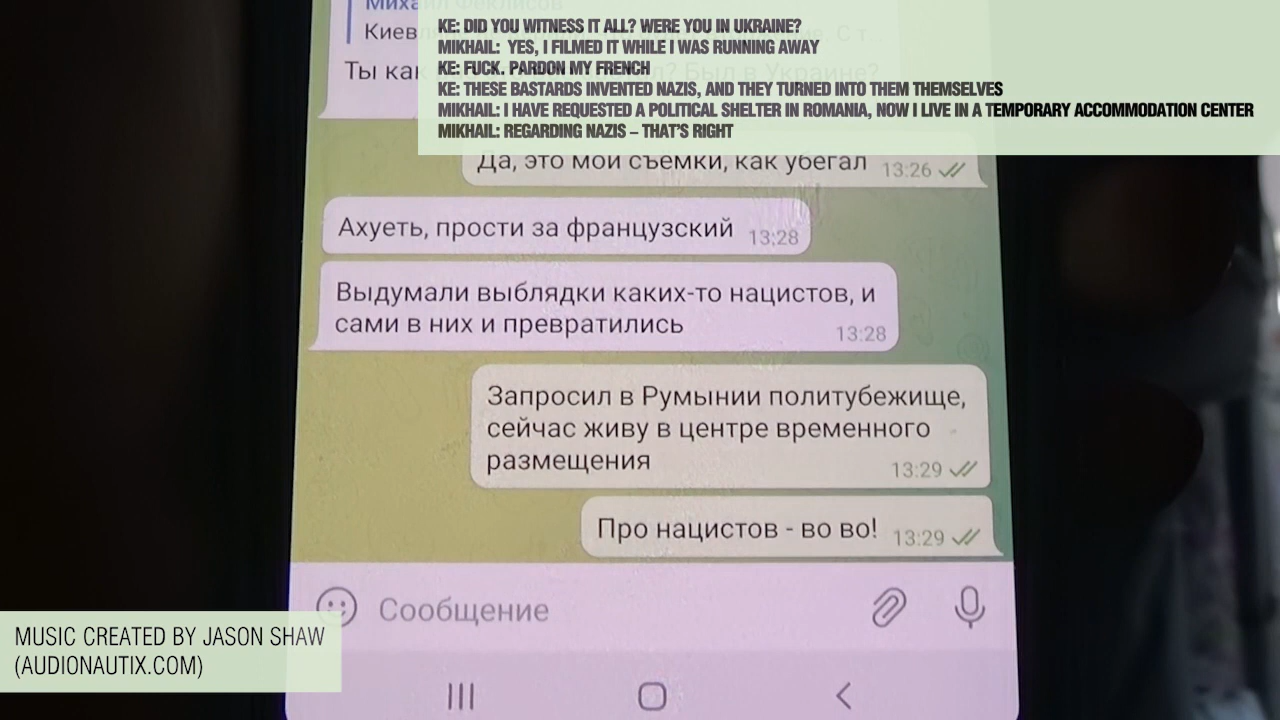 KE: DID YOU WITNESS IT ALL? WERE YOU IN UKRAINE?
MIKHAIL: YES, I FILMED IT WHILE I WAS RUNNING AWAY
KE: FUCK. PARDON MY FRENCH
KE: THESE BASTARDS INVENTED NAZIS, AND THEY TURNED INTO THEM THEMSELVES
MIKHAIL: I HAVE REQUESTED A POLITICAL SHELTER IN ROMANIA, NOW I LIVE IN A TEMPORARY ACCOMMODATION CENTER
MIKHAIL: REGARDING NAZIS – THAT'S RIGHT
Михаил Феклисов
Киев
Ты как Был в Украине?
Да, это мои съёмки, как убегал 13:26
Ахуеть, прости за французский 13:28
Выдумали выблядки каких-то нацистов, и
сами в них и превратились 13:28
Запросил в Румынии политубежище,
сейчас живу в центре временного
размещения 13:29
Про нацистов - во во! 13:29
Сообщение
MUSIC CREATED BY JASON SHAW
(AUDIONAUTIX.COM)